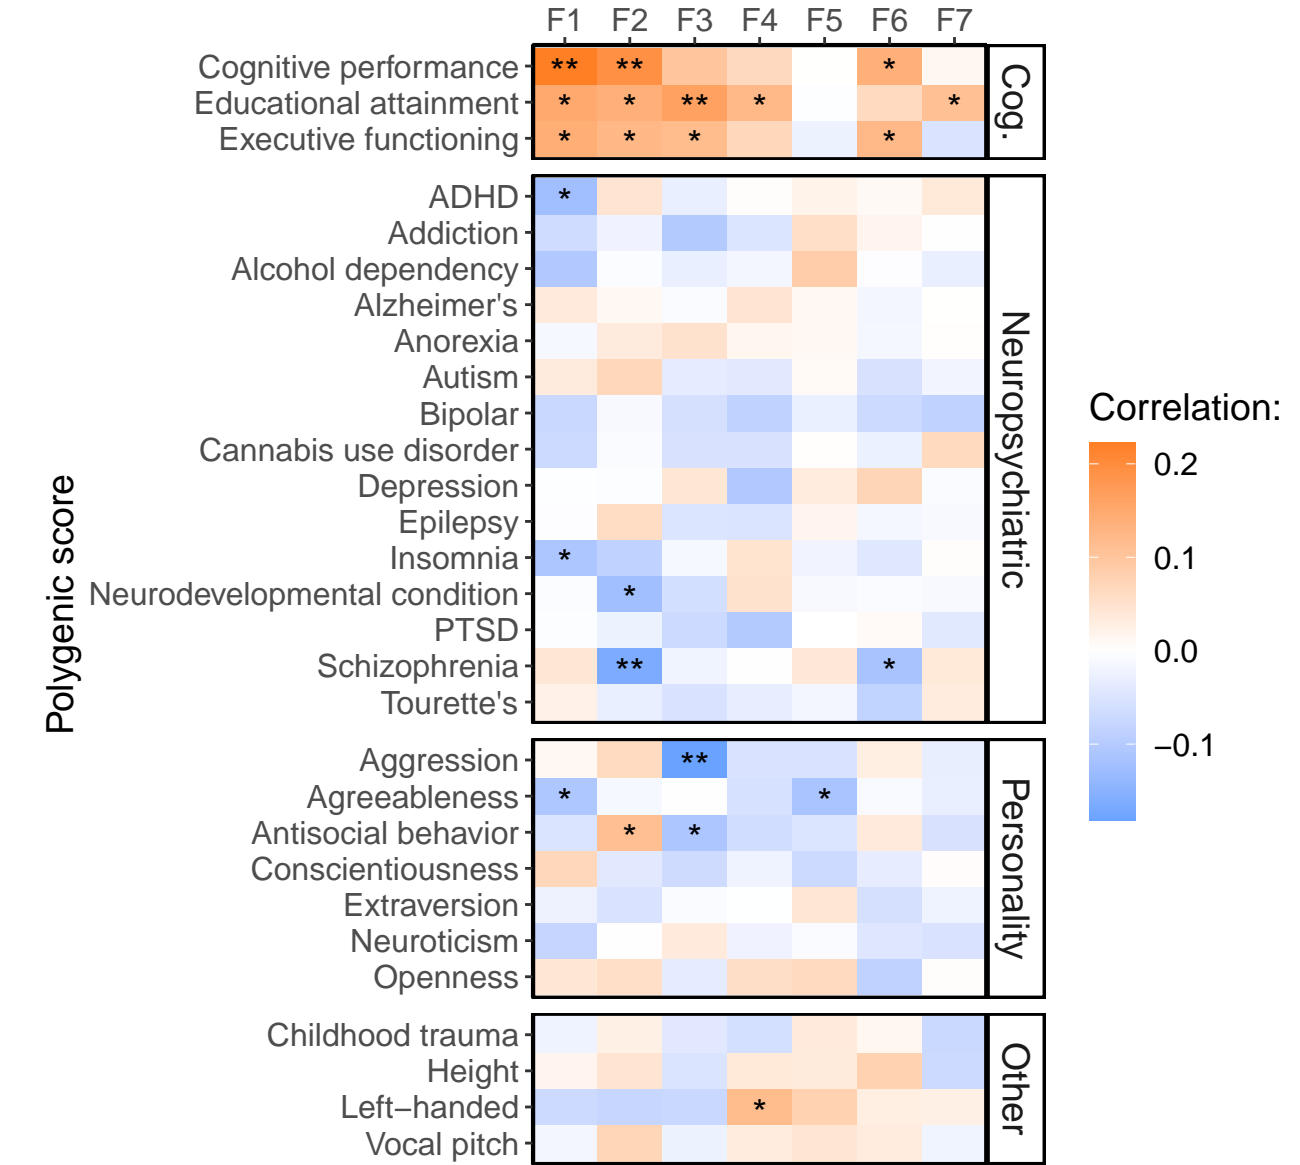 F1 F2 F3 F4 F5 F6 F7
Cognitive performance ** ** *
Educational attainment * * ** * *
Executive functioning * * * *
Cog.
ADHD *
Addiction
Alcohol dependency
Alzheimer's
Anorexia
Autism
Bipolar
Cannabis use disorder
Depression
Epilepsy
Insomnia *
Neurodevelopmental condition *
PTSD
Schizophrenia ** *
Tourette's
Neuropsychiatric
Aggression **
Agreeableness * *
Antisocial behavior * *
Conscientiousness
Extraversion
Neuroticism
Openness
Personality
Childhood trauma
Height
Left−handed *
Vocal pitch
Other
Polygenic score
Correlation:
0.2
0.1
0.0
−0.1